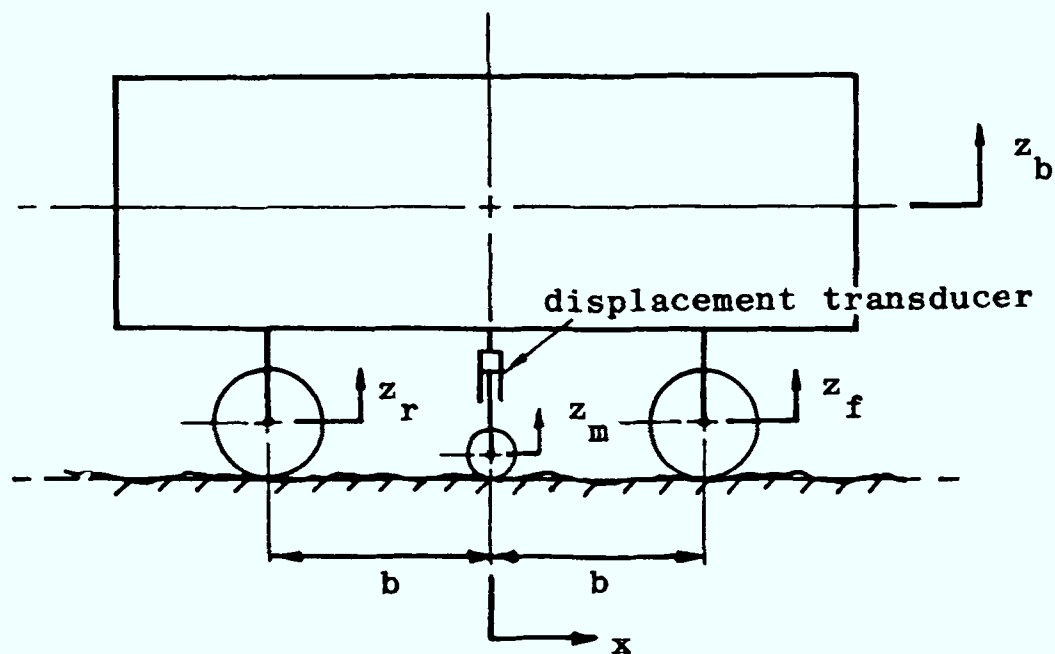 z_b
displacement transducer
z_r
z_m
z_f
b
b
x